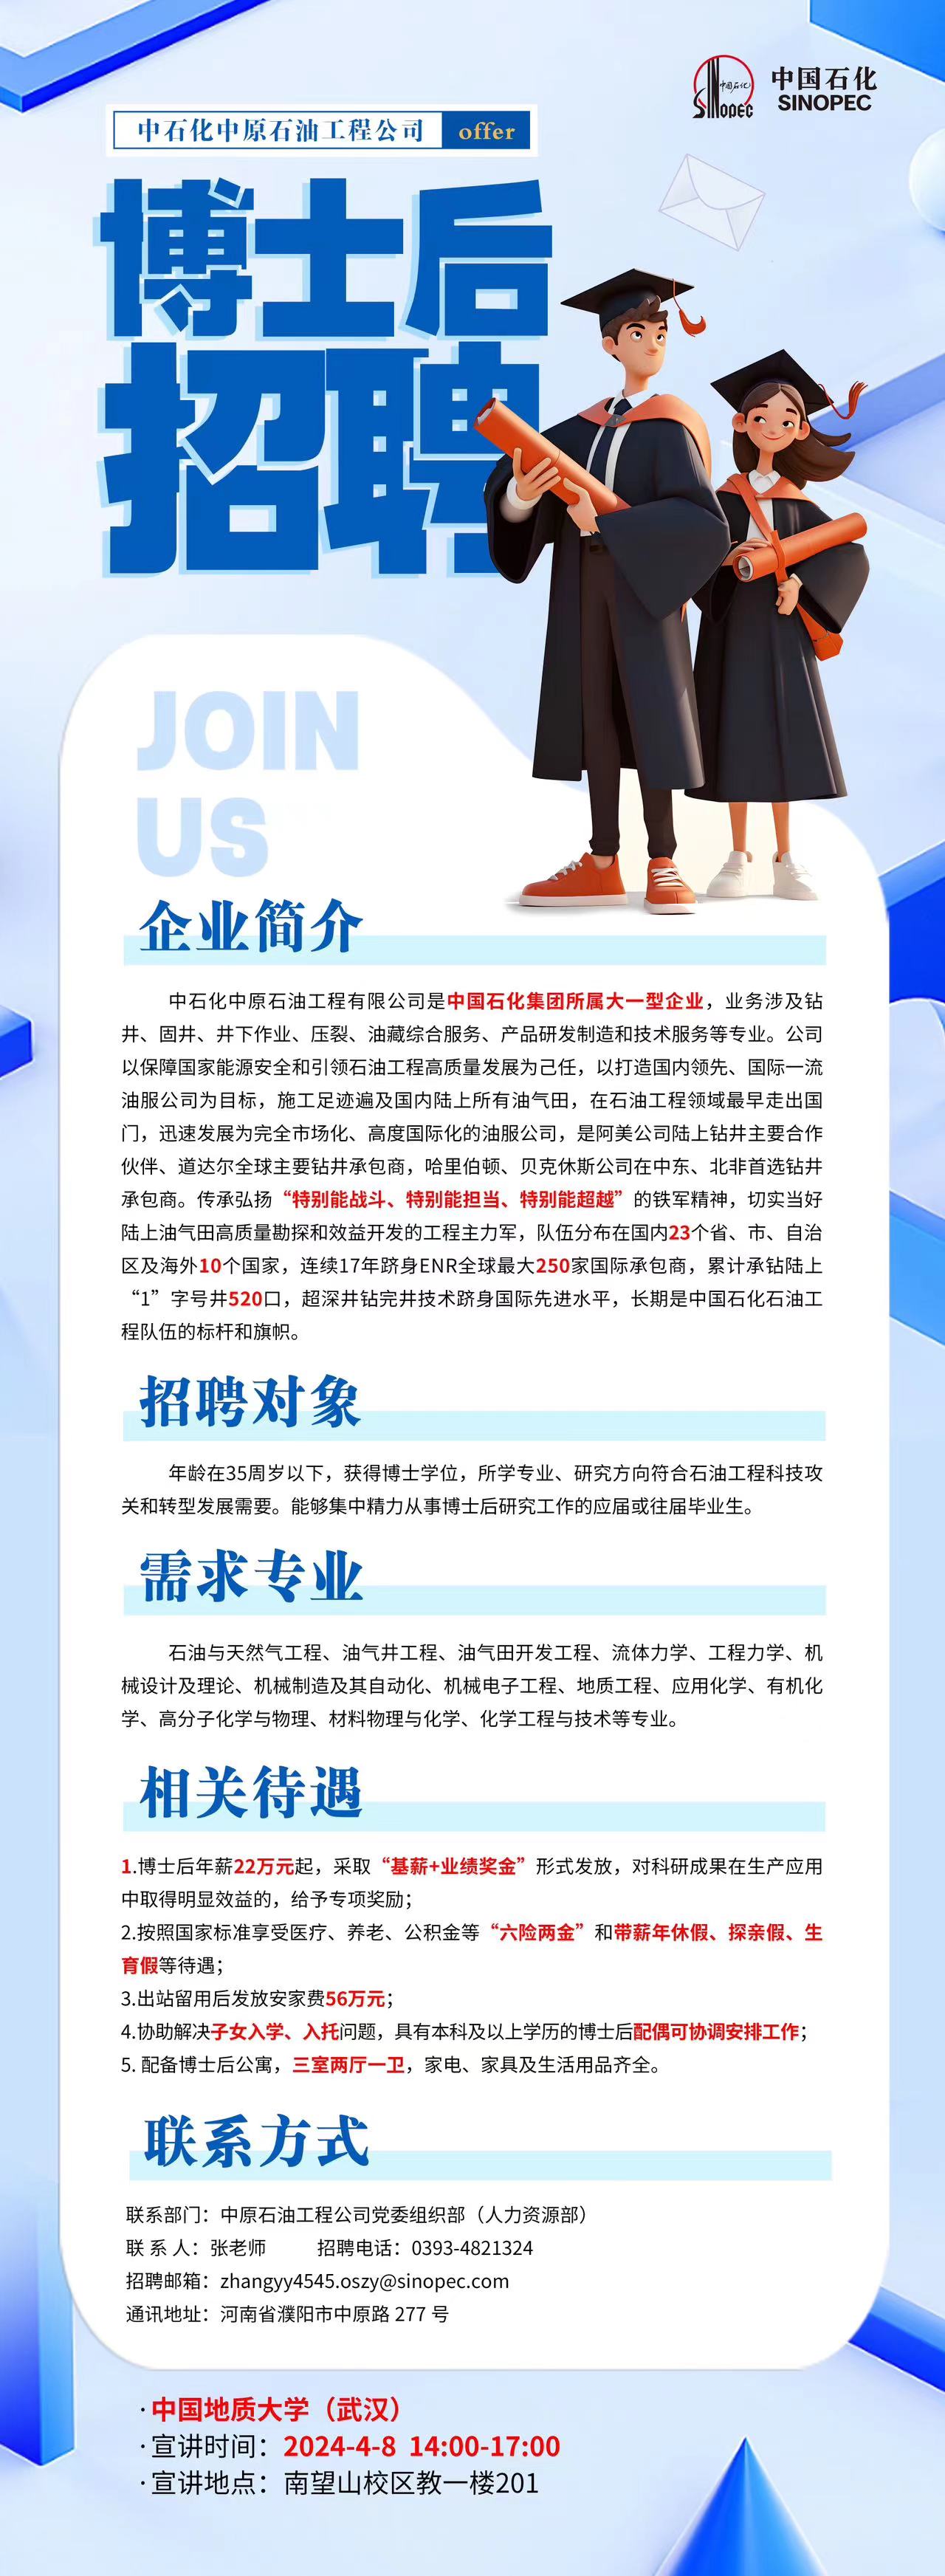 中国石化
SINOPEC
中国石化
SINOPEC
中石化中原石油工程公司 offer
博士后
招聘
JOIN
US
企业简介
中石化中原石油工程有限公司是中国石化集团所属大一型企业，业务涉及钻
井、固井、井下作业、压裂、油藏综合服务、产品研发制造和技术服务等专业。公司
以保障国家能源安全和引领石油工程高质量发展为己任，以打造国内领先、国际一流
油服公司为目标，施工足迹遍及国内陆上所有油气田，在石油工程领域最早走出国
门，迅速发展为完全市场化、高度国际化的油服公司，是阿美公司陆上钻井主要合作
伙伴、道达尔全球主要钻井承包商，哈里伯顿、贝克休斯公司在中东、北非首选钻井
承包商。传承弘扬“特别能战斗、特别能担当、特别能超越”的铁军精神，切实当好
陆上油气田高质量勘探和效益开发的工程主力军，队伍分布在国内23个省、市、自治
区及海外10个国家，连续17年跻身ENR全球最大250家国际承包商，累计承钻陆上
“1”字号井520口，超深井钻完井技术跻身国际先进水平，长期是中国石化石油工
程队伍的标杆和旗帜。
招聘对象
年龄在35周岁以下，获得博士学位，所学专业、研究方向符合石油工程科技攻
关和转型发展需要。能够集中精力从事博士后研究工作的应届或往届毕业生。
需求专业
石油与天然气工程、油气井工程、油气田开发工程、流体力学、工程力学、机
械设计及理论、机械制造及其自动化、机械电子工程、地质工程、应用化学、有机化
学、高分子化学与物理、材料物理与化学、化学工程与技术等专业。
相关待遇
1.博士后年薪22万元起，采取“基薪+业绩奖金”形式发放，对科研成果在生产应用
中取得明显效益的，给予专项奖励；
2.按照国家标准享受医疗、养老、公积金等“六险两金”和带薪年休假、探亲假、生
育假等待遇；
3.出站留用后发放安家费56万元；
4.协助解决子女入学、入托问题，具有本科及以上学历的博士后配偶可协调安排工作；
5. 配备博士后公寓，三室两厅一卫，家电、家具及生活用品齐全。
联系方式
联系部门：中原石油工程公司党委组织部（人力资源部）
联 系 人：张老师 招聘电话：0393-4821324
招聘邮箱：zhangyy4545.oszy@sinopec.com
通讯地址：河南省濮阳市中原路 277 号
·中国地质大学（武汉）
·宣讲时间：2024-4-8 14:00-17:00
·宣讲地点：南望山校区教一楼201